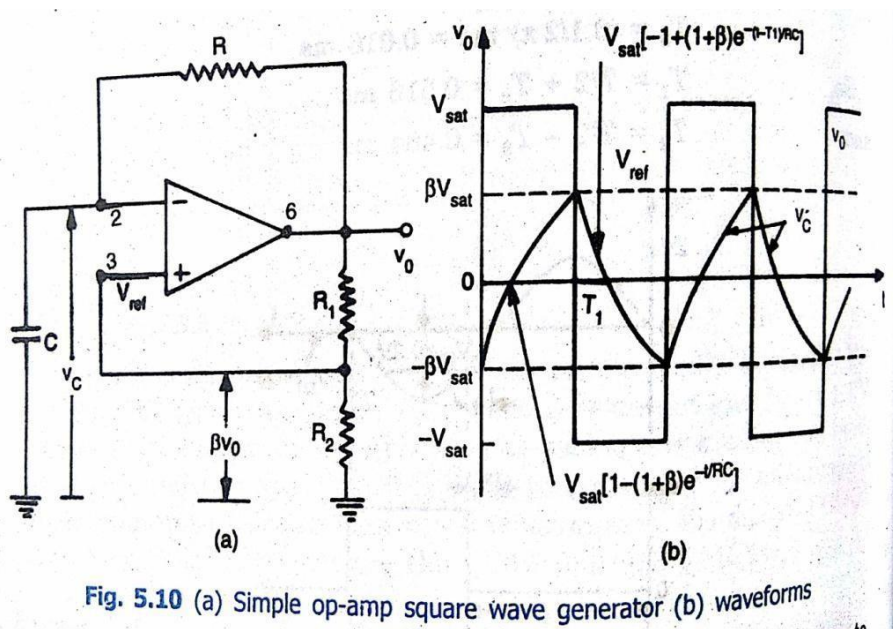 R
2
−
6
3
+
V_ref
v_0
R_1
C
v_C
βv_0
R_2
(a)
v_0
V_sat[-1+(1+β)e^-(t-T1)/RC]
V_sat
v_0
V_ref
βV_sat
v_C
0
T_1
t
-βV_sat
-V_sat
V_sat[1-(1+β)e^-t/RC]
(b)
Fig. 5.10 (a) Simple op-amp square wave generator (b) waveforms